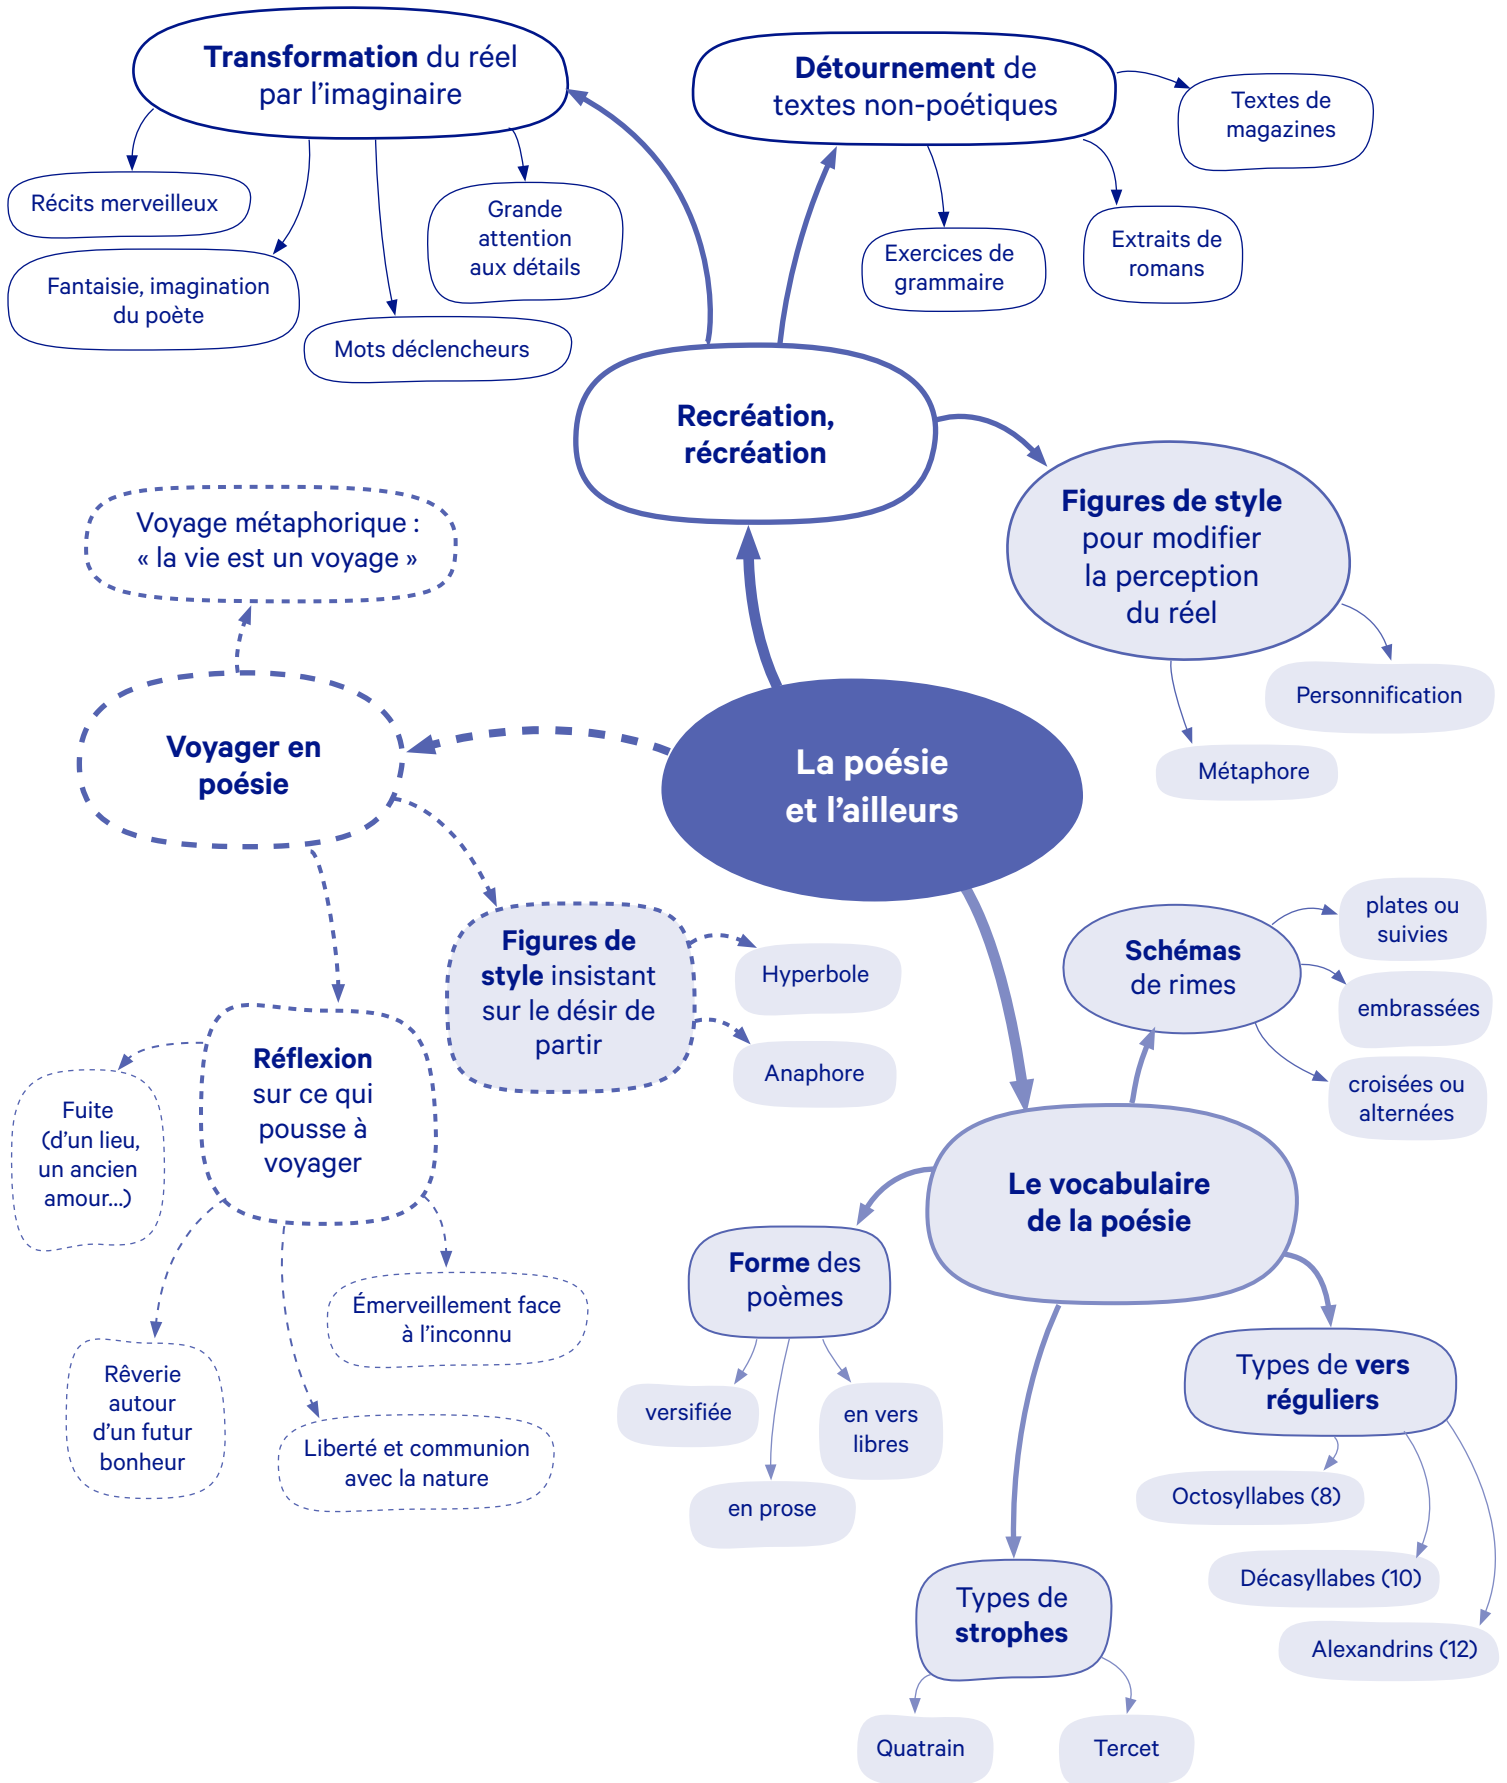 Transformation du réel
par l’imaginaire
Récits merveilleux
Fantaisie, imagination
du poète
Mots déclencheurs
Grande
attention
aux détails
Détournement de
textes non-poétiques
Textes de
magazines
Exercices de
grammaire
Extraits de
romans
Recréation,
récréation
Figures de style
pour modifier
la perception
du réel
Personnification
Métaphore
Voyage métaphorique :
« la vie est un voyage »
Voyager en
poésie
La poésie
et l’ailleurs
Figures de
style insistant
sur le désir de
partir
Hyperbole
Anaphore
Réflexion
sur ce qui
pousse à
voyager
Fuite
(d’un lieu,
un ancien
amour…)
Rêverie
autour
d’un futur
bonheur
Liberté et communion
avec la nature
Émerveillement face
à l’inconnu
Schémas
de rimes
plates ou
suivies
embrassées
croisées ou
alternées
Le vocabulaire
de la poésie
Forme des
poèmes
versifiée
en prose
en vers
libres
Types de vers
réguliers
Octosyllabes (8)
Décasyllabes (10)
Alexandrins (12)
Types de
strophes
Quatrain
Tercet